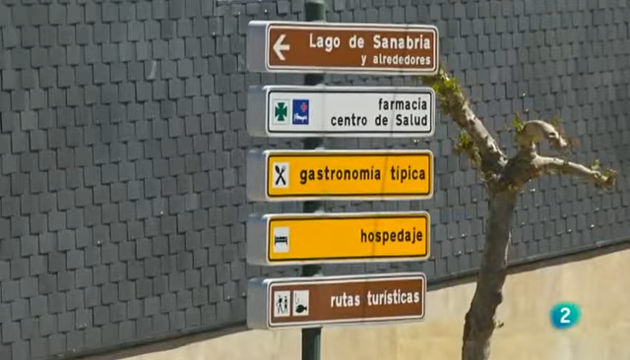 Lago de Sanabria
y alrededores
farmacia
centro de Salud
gastronomía típica
hospedaje
rutas turísticas
2